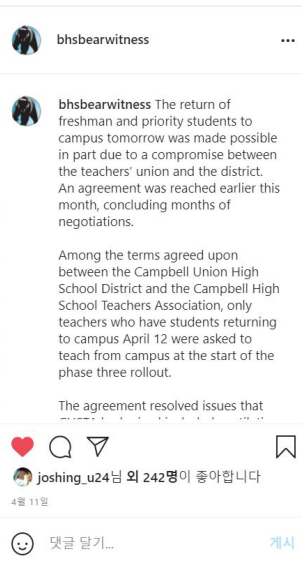 bhsbearwitness
bhsbearwitness The return of
freshman and priority students to
campus tomorrow was made possible
in part due to a compromise between
the teachers' union and the district.
An agreement was reached earlier this
month, concluding months of
negotiations.
Among the terms agreed upon
between the Campbell Union High
School District and the Campbell High
School Teachers Association, only
teachers who have students returning
to campus April 12 were asked to
teach from campus at the start of the
phase three rollout.
The agreement resolved issues that
joshing_u24님 외 242명이 좋아합니다
4월 11일
댓글 달기...
게시